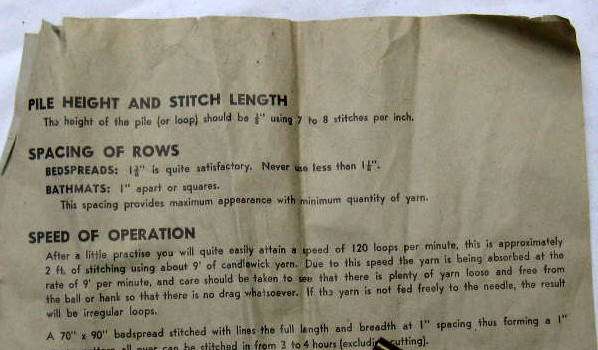 PILE HEIGHT AND STITCH LENGTH
The height of the pile (or loop) should be ½" using 7 to 8 stitches per inch.
SPACING OF ROWS
BEDSPREADS: is quite satisfactory. Never use less than
BATHMATS: 1" apart or squares.
This spacing provides maximum appearance with minimum quantity of yarn.
SPEED OF OPERATION
After a little practise you will quite easily attain a speed of 120 loops per minute, this is approximately
2 ft. of stitching using about 9' of candlewick yarn. Due to this speed the yarn is being absorbed at the
rate of 9' per minute, and care should be taken to see that there is plenty of yarn loose and free from
the ball or hank so that there is no drag whatsoever. If the yarn is not fed freely to the needle, the result
will be irregular loops.
A 70" x 90" bedspread stitched with lines the full length and breadth at 1" spacing thus forming a 1"
all over can be stitched in from 3 to 4 hours (excluding cutting).